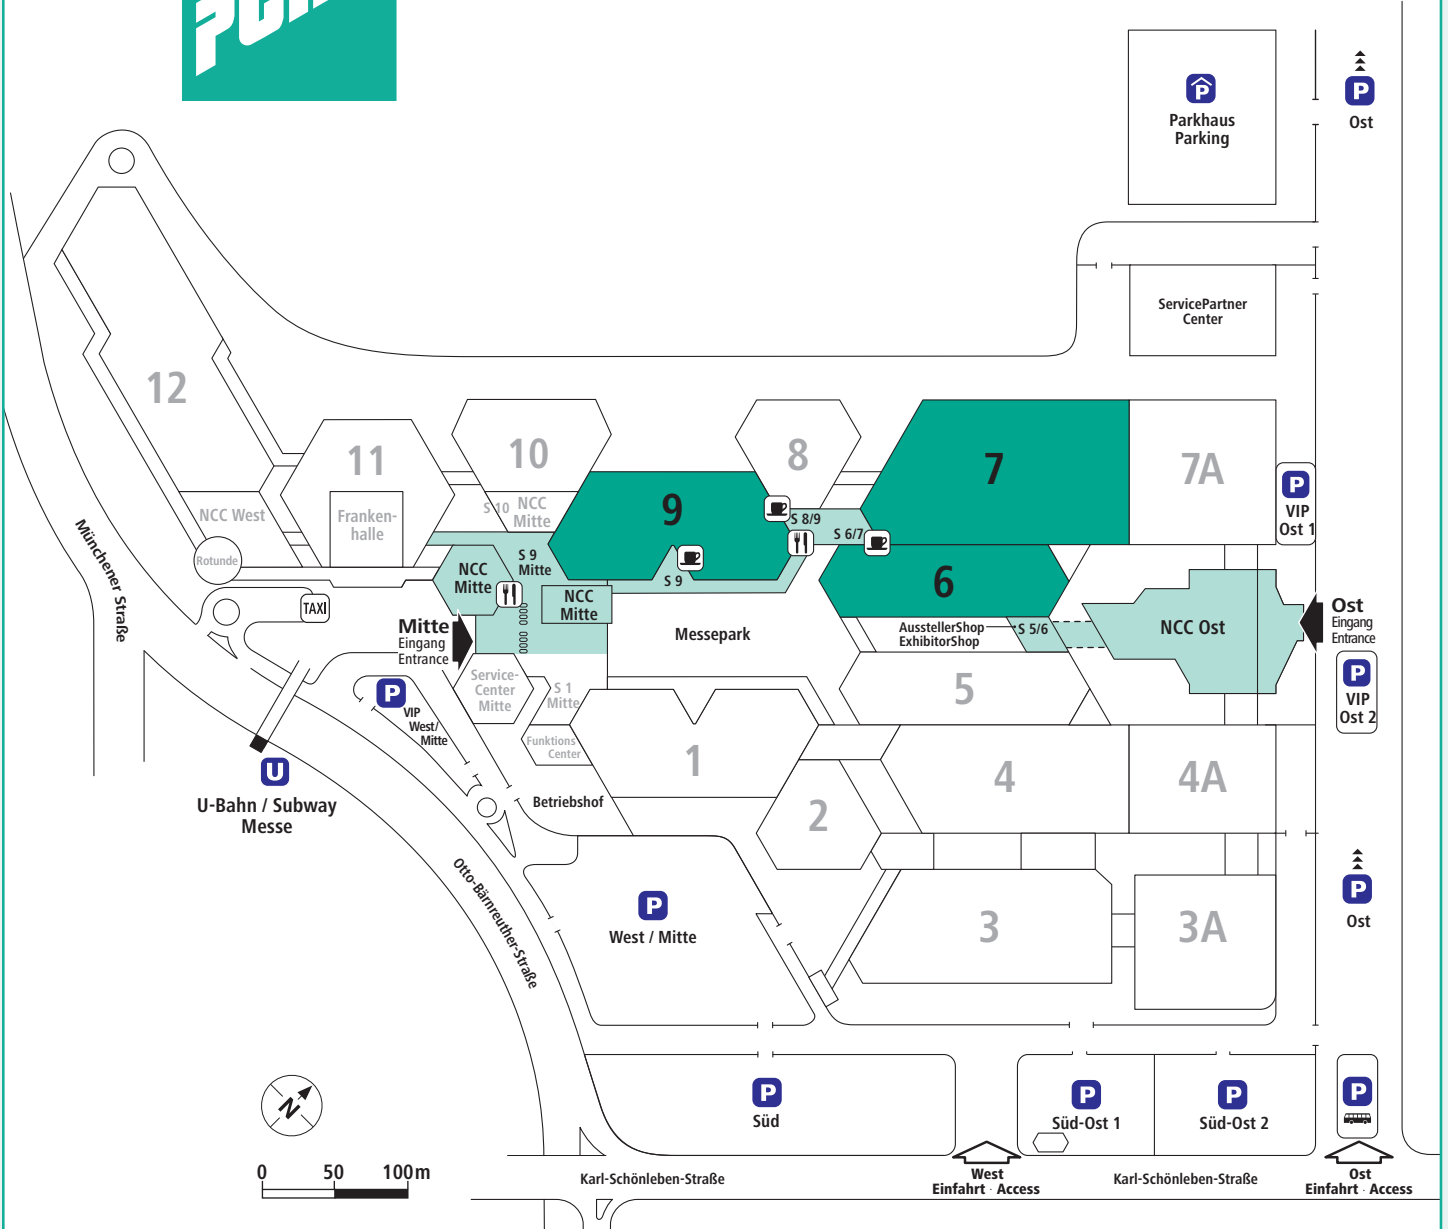 P
Parkhaus
Parking
P
Ost
ServicePartner
Center
12
11
10
8
7
7A
9
NCC West
Franken-
halle
S 10
NCC
Mitte
S 8/9
S 6/7
P
VIP
Ost 1
Rotunde
S 9
Mitte
NCC
Mitte
S 9
6
NCC
Mitte
TAXI
Münchener Straße
Mitte
Eingang
Entrance
Messepark
AusstellerShop
ExhibitorShop
S 5/6
NCC Ost
Ost
Eingang
Entrance
P
VIP
Ost 2
Service-
Center
Mitte
S 1
Mitte
5
P
VIP
West/
Mitte
Funktions
Center
1
4
4A
U
U-Bahn / Subway
Messe
Betriebshof
2
Otto-Bärnreuther-Straße
P
West / Mitte
3
3A
P
Ost
N
P
Süd
P
Süd-Ost 1
P
Süd-Ost 2
P
0 50 100m
Karl-Schönleben-Straße
West
Einfahrt · Access
Karl-Schönleben-Straße
Ost
Einfahrt · Access